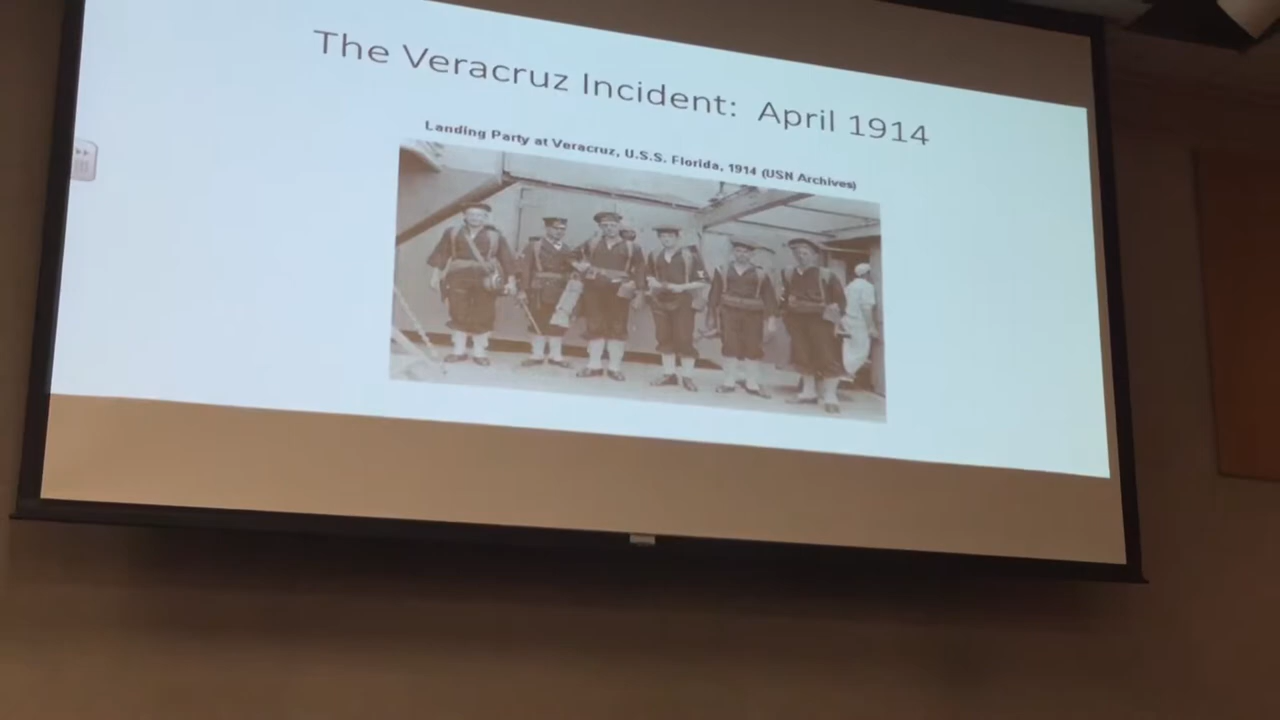 The Veracruz Incident: April 1914
Landing Party at Veracruz, U.S.S. Florida, 1914 (USN Archives)